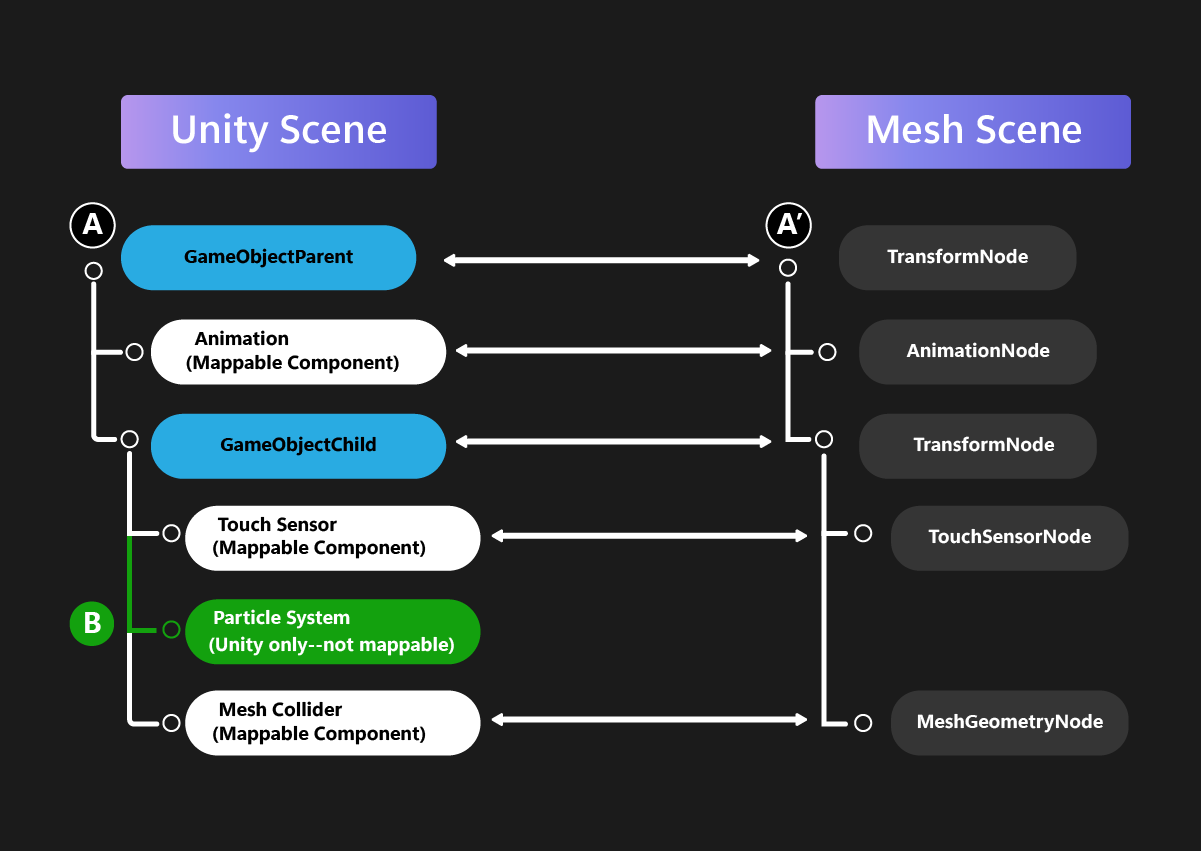 Unity Scene
Mesh Scene
A
A’
GameObjectParent
TransformNode
Animation
(Mappable Component)
AnimationNode
GameObjectChild
TransformNode
Touch Sensor
(Mappable Component)
TouchSensorNode
B
Particle System
(Unity only--not mappable)
Mesh Collider
(Mappable Component)
MeshGeometryNode